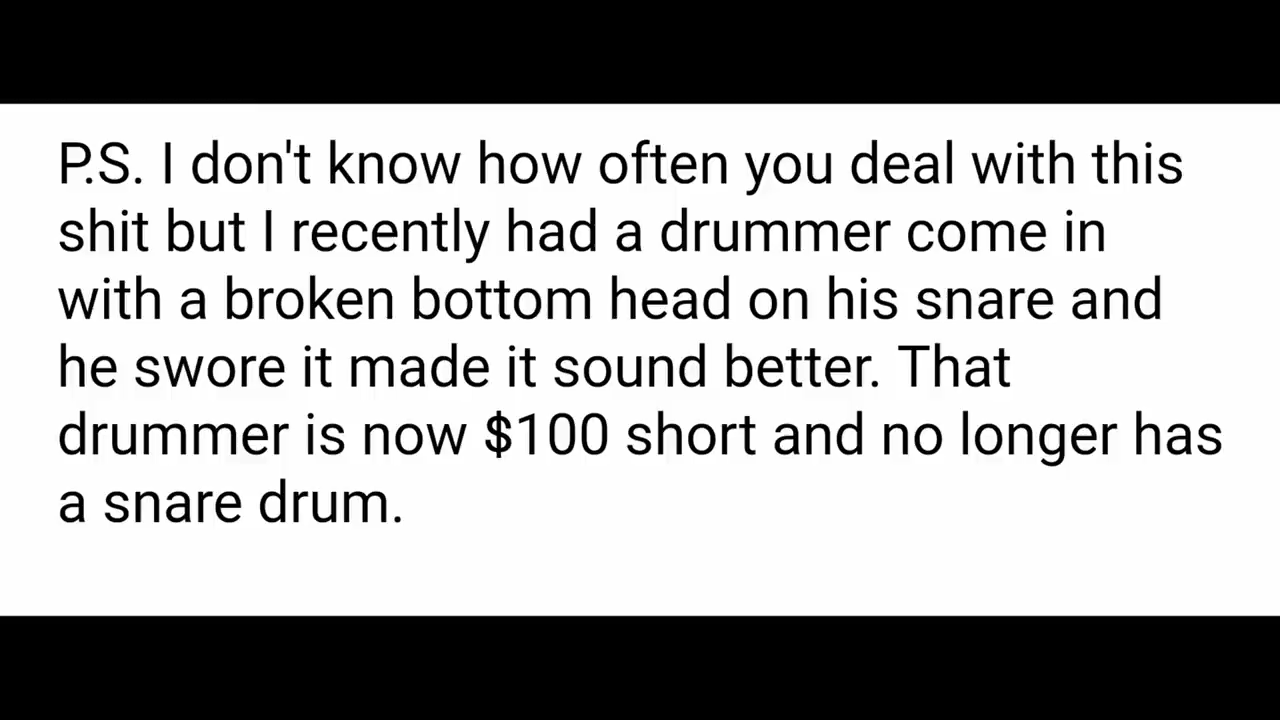 P.S. I don't know how often you deal with this
shit but I recently had a drummer come in
with a broken bottom head on his snare and
he swore it made it sound better. That
drummer is now $100 short and no longer has
a snare drum.